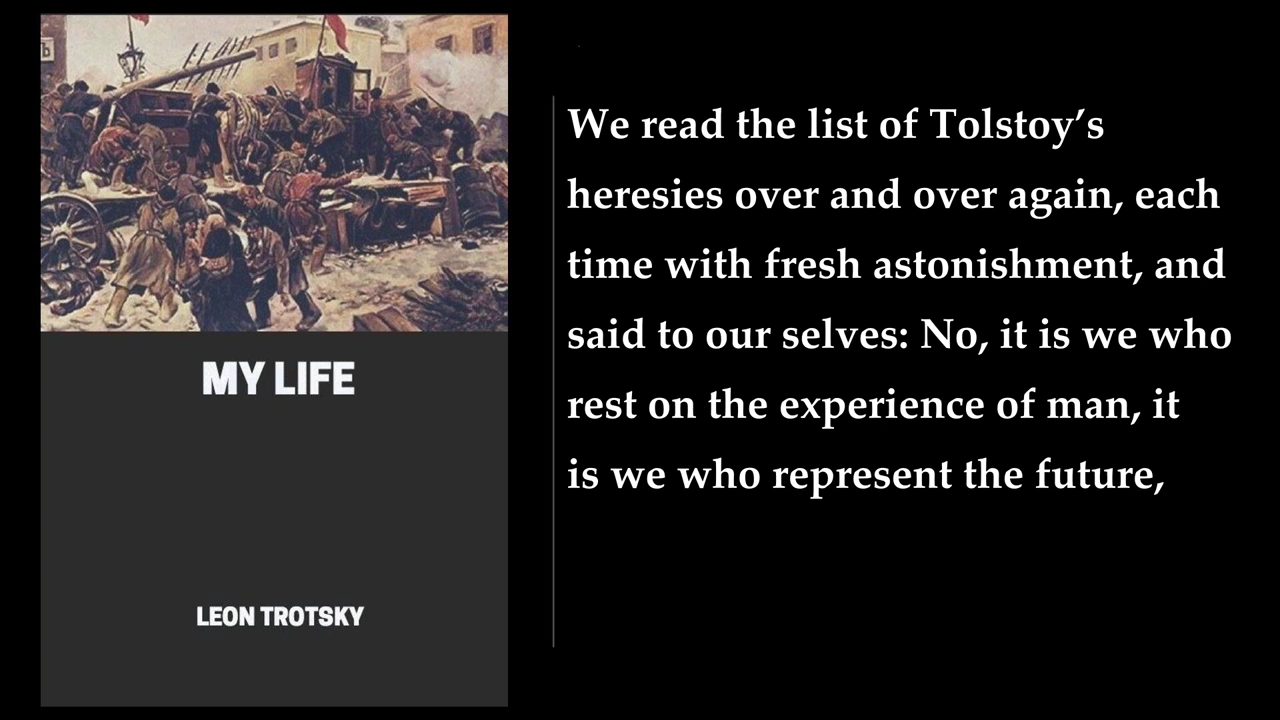 MY LIFE
LEON TROTSKY
We read the list of Tolstoy’s
heresies over and over again, each
time with fresh astonishment, and
said to our selves: No, it is we who
rest on the experience of man, it
is we who represent the future,